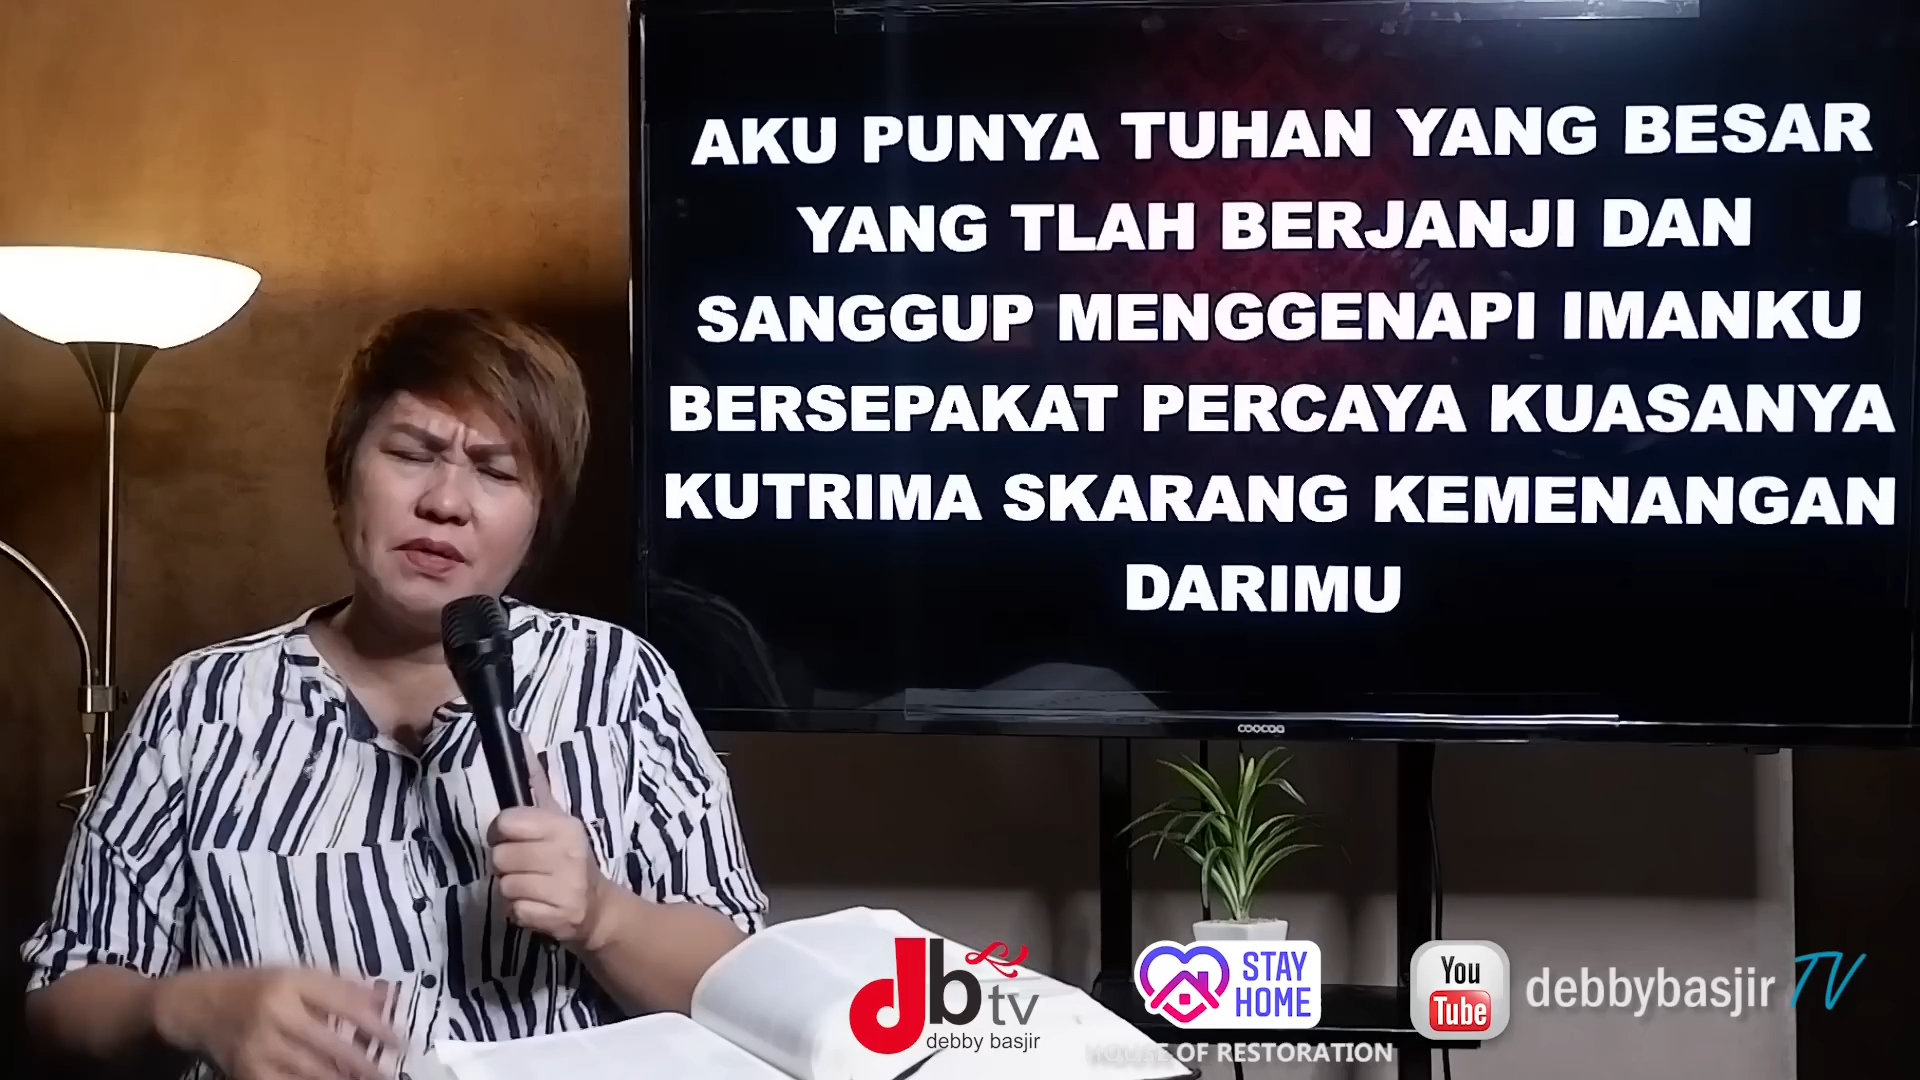 AKU PUNYA TUHAN YANG BESAR
YANG TLAH BERJANJI DAN
SANGGUP MENGGENAPI IMANKU
BERSEPAKAT PERCAYA KUASANYA
KUTRIMA SKARANG KEMENANGAN
DARIMU
coocaa
db tv
debby basjir
STAY
HOME
You
Tube
debbybasjir TV
HOUSE OF RESTORATION